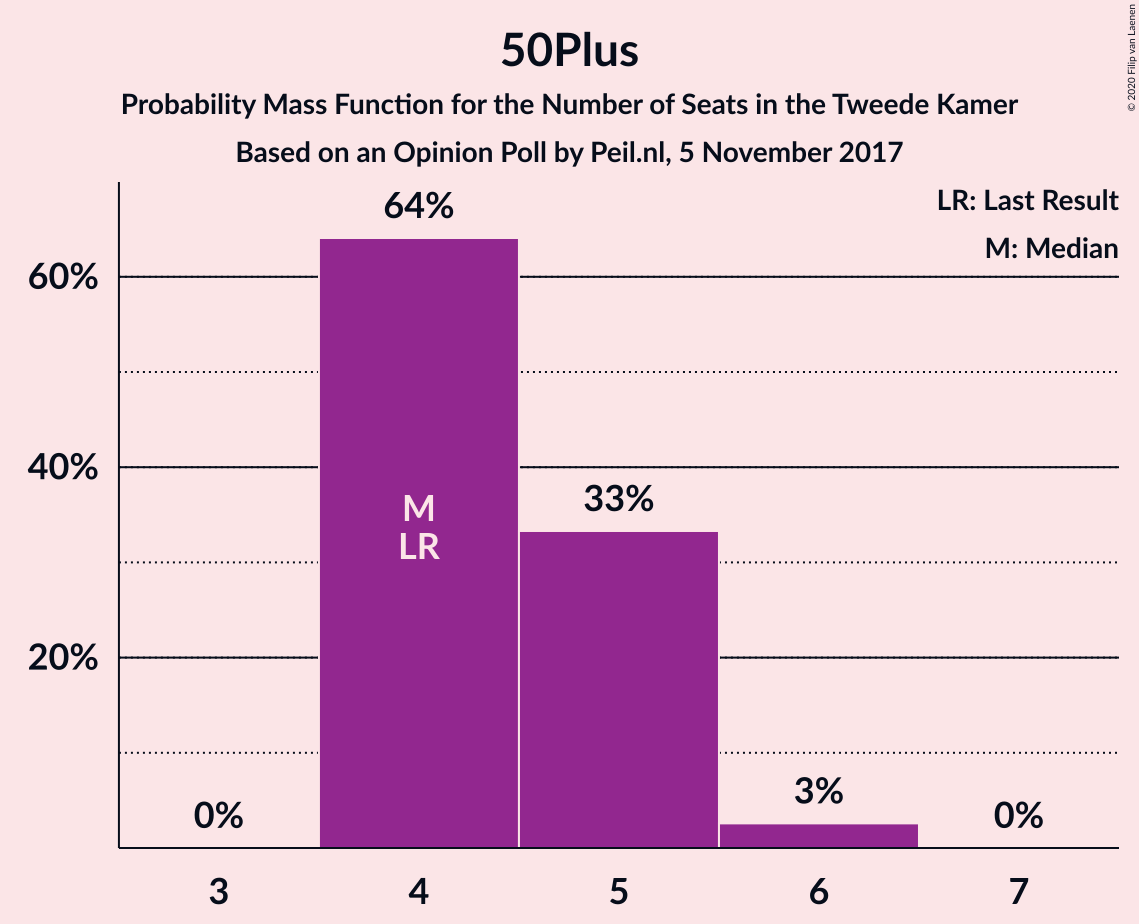 50Plus
Probability Mass Function for the Number of Seats in the Tweede Kamer
Based on an Opinion Poll by Peil.nl, 5 November 2017
© 2020 Filip van Laenen
LR: Last Result
M: Median
64%
60%
40%
33%
M
LR
20%
3%
0%
0%
3 4 5 6 7